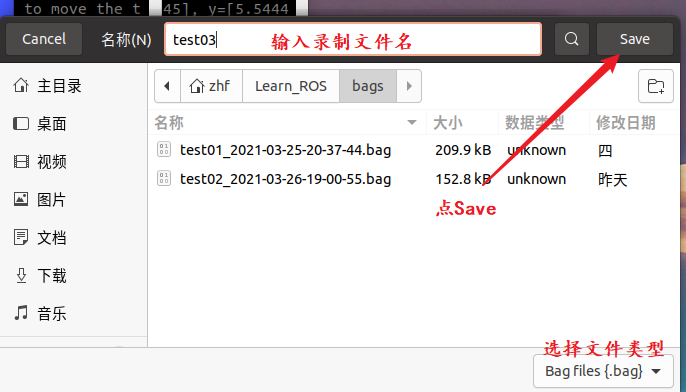 to move the t 45], y=[5.5444
Cancel 名称(N) test03 输入录制文件名 Save
主目录 zhf Learn_ROS bags
桌面 名称 大小 数据类型 修改日期
视频 test01_2021-03-25-20-37-44.bag 209.9 kB unknown 四
图片 test02_2021-03-26-19-00-55.bag 152.8 kB unknown 昨天
点Save
文档
下载
音乐
选择文件类型
Bag files {.bag}